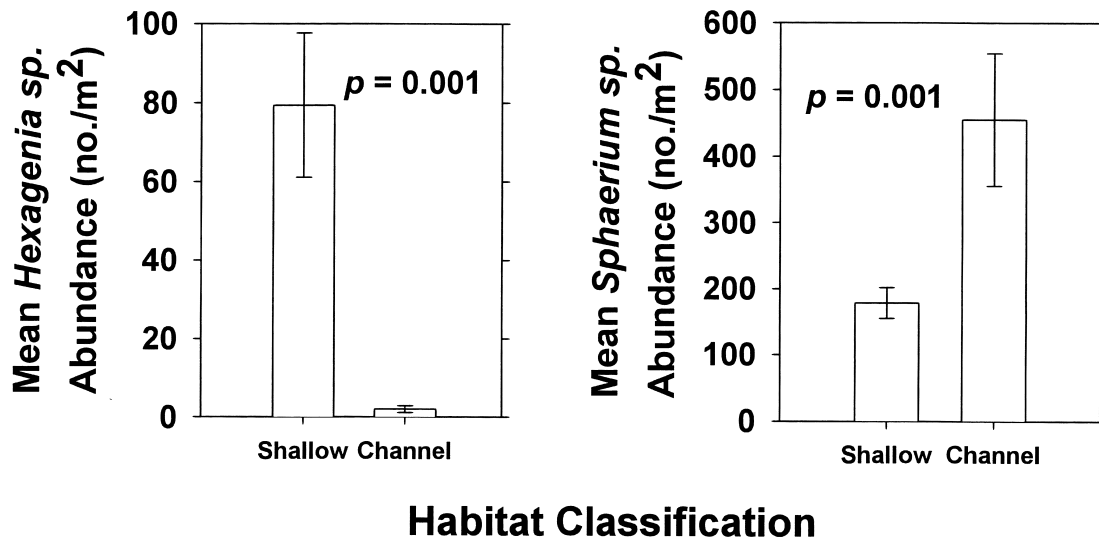 Mean Hexagenia sp.
Abundance (no./m²)
100
80
60
40
20
0
p = 0.001
Shallow Channel
Mean Sphaerium sp.
Abundance (no./m²)
600
500
400
300
200
100
0
p = 0.001
Shallow Channel
Habitat Classification